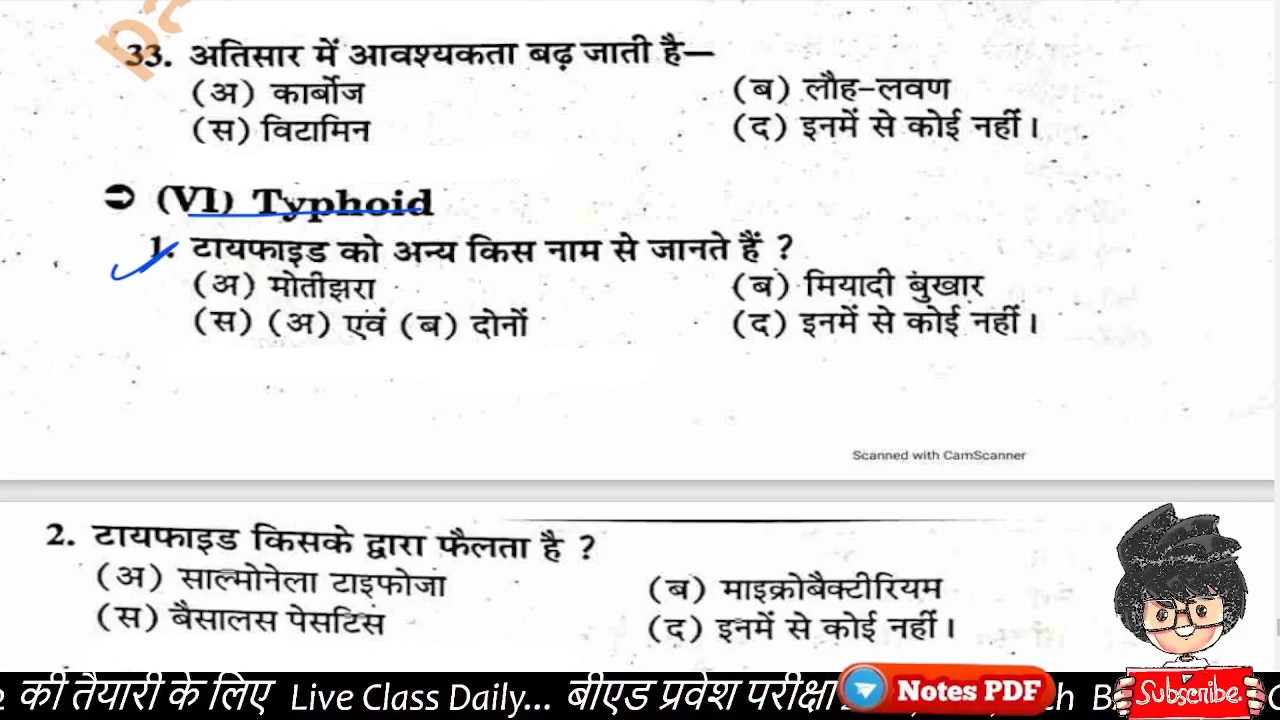 33. अतिसार में आवश्यकता बढ़ जाती है—
(अ) कार्बोज (ब) लौह-लवण
(स) विटामिन (द) इनमें से कोई नहीं।
➲ (VI) Typhoid
1. टायफाइड को अन्य किस नाम से जानते हैं ?
(अ) मोतीझरा (ब) मियादी बुखार
(स) (अ) एवं (ब) दोनों (द) इनमें से कोई नहीं।
Scanned with CamScanner
2. टायफाइड किसके द्वारा फैलता है ?
(अ) साल्मोनेला टाइफोजा (ब) माइक्रोबैक्टीरियम
(स) बैसालस पेसटिस (द) इनमें से कोई नहीं।
की तैयारी के लिए Live Class Daily... बीएड प्रवेश परीक्षा
Notes PDF
Subscribe.